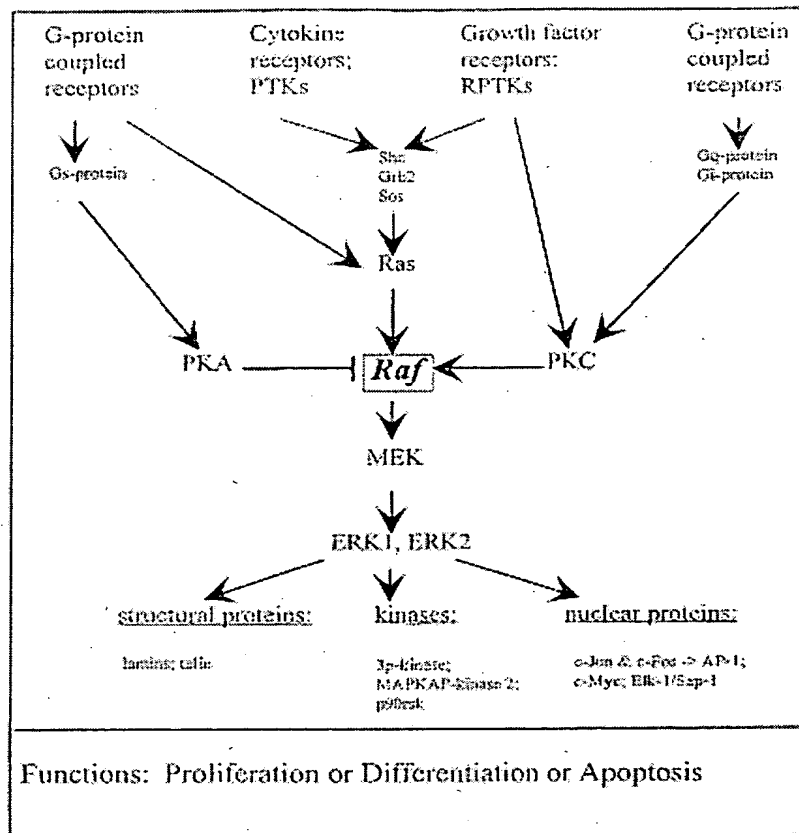 G-protein
coupled
receptors
Cytokine
receptors;
PTKs
Growth factor
receptors:
RPTKs
G-protein
coupled
receptors
Gs-protein
Shc
Grb2
Sos
Gq-protein
Gi-protein
Ras
PKA
Raf
PKC
MEK
ERK1, ERK2
structural proteins:
kinases:
nuclear proteins:
lamins;
3p-kinase;
MAPKAP-kinase 2;
p90rsk
c-Jun & c-Fos -> AP-1;
c-Myc; Elk-1/Sap-1
Functions: Proliferation or Differentiation or Apoptosis